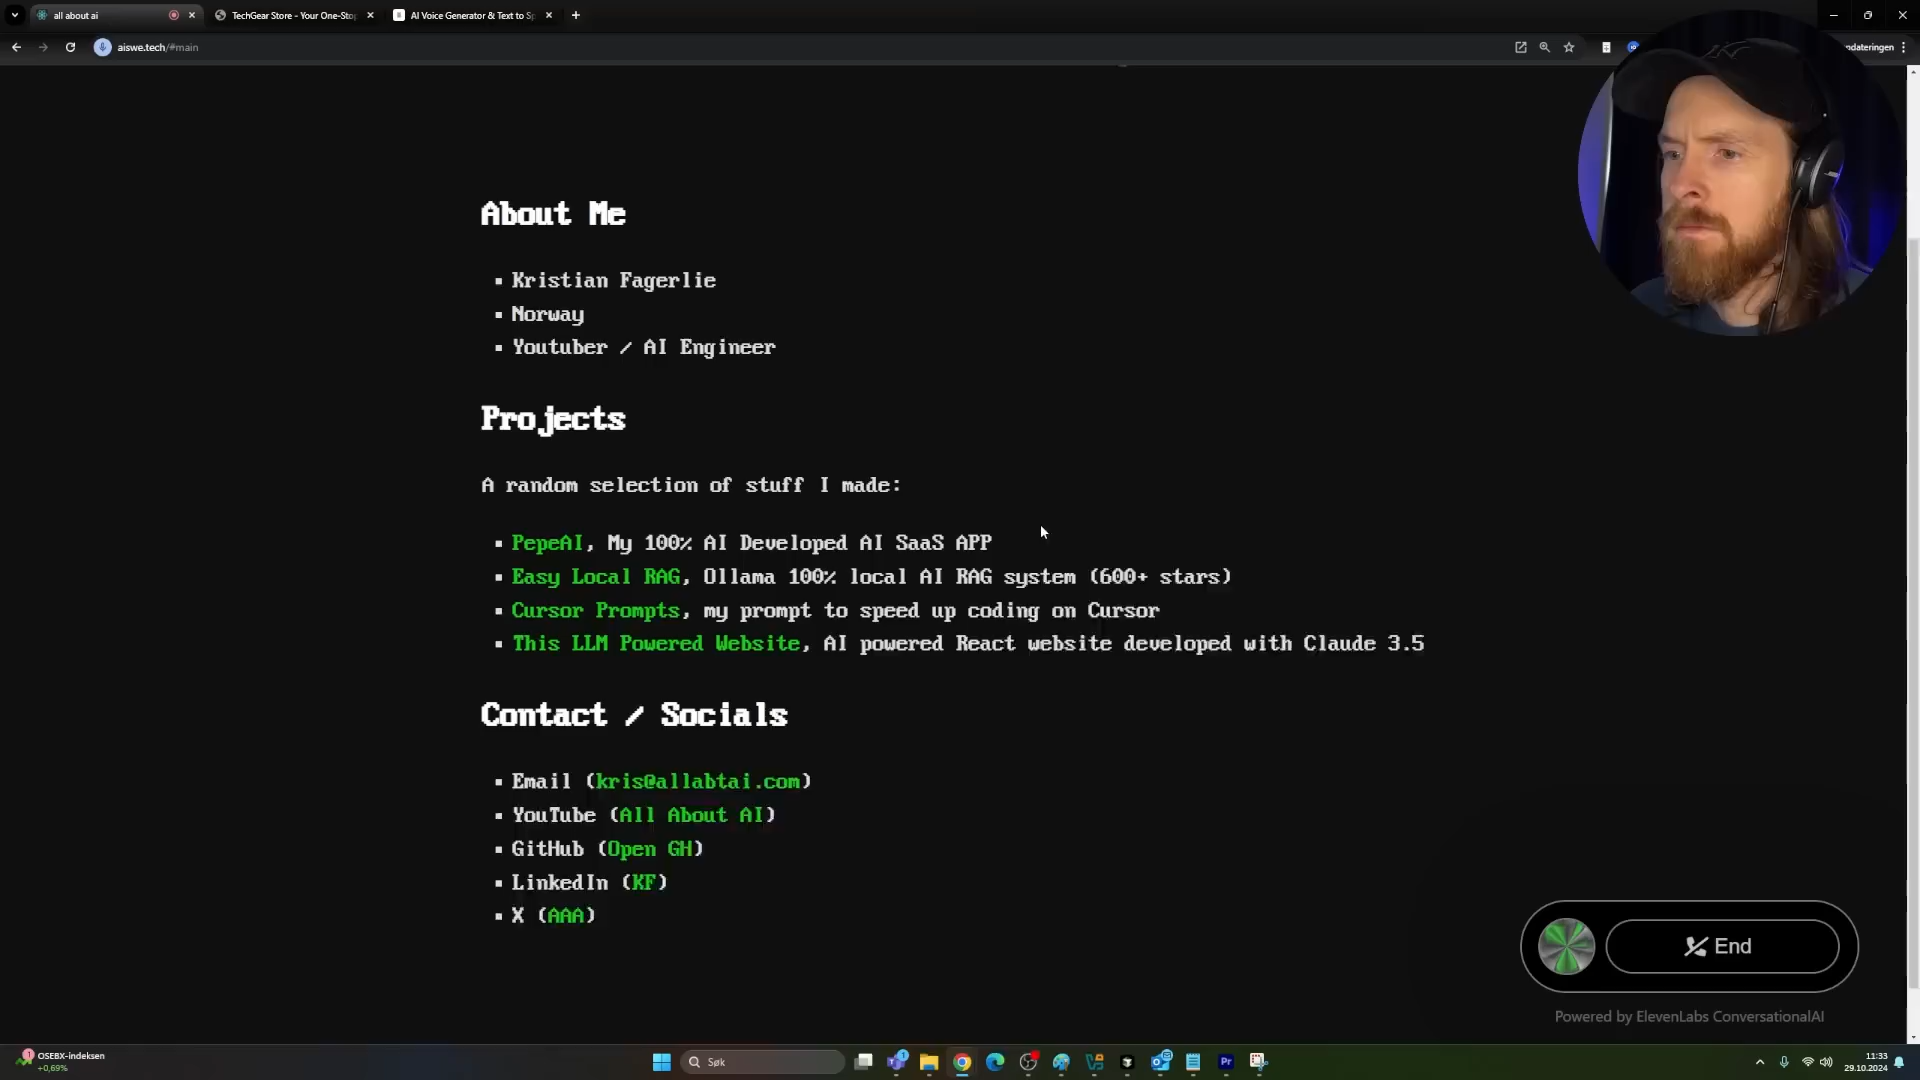 all about ai
TechGear Store - Your One-Stop
AI Voice Generator & Text to Sp
aiswe.tech/#main
ndateringen
About Me
▪ Kristian Fagerlie
▪ Norway
▪ Youtuber / AI Engineer
Projects
A random selection of stuff I made:
▪ PepeAI, My 100% AI Developed AI SaaS APP
▪ Easy Local RAG, Ollama 100% local AI RAG system (600+ stars)
▪ Cursor Prompts, my prompt to speed up coding on Cursor
▪ This LLM Powered Website, AI powered React website developed with Claude 3.5
Contact / Socials
▪ Email (kris@allabtai.com)
▪ YouTube (All About AI)
▪ GitHub (Open GH)
▪ LinkedIn (KF)
▪ X (AAA)
End
Powered by ElevenLabs ConversationalAI
OSEBX-indeksen
+0,69%
Søk
11:33
29.10.2024